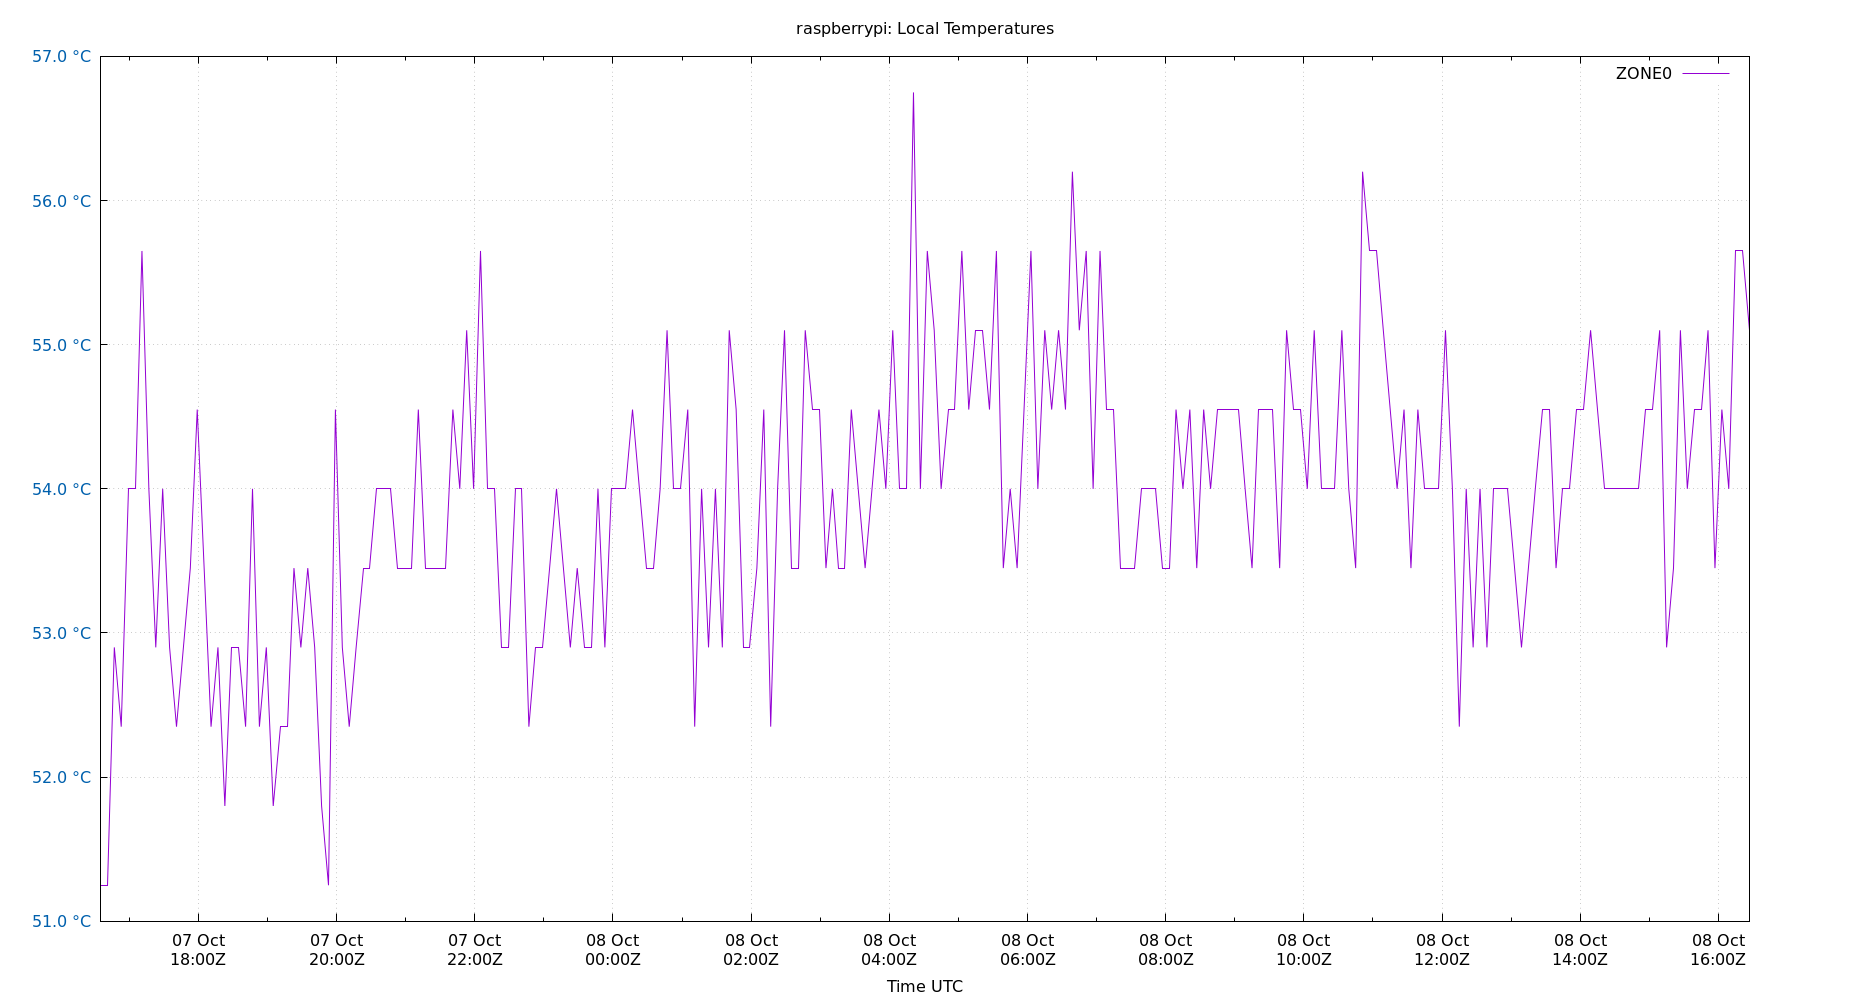 raspberrypi: Local Temperatures
57.0 °C
ZONE0
56.0 °C
55.0 °C
54.0 °C
53.0 °C
52.0 °C
51.0 °C
07 Oct 07 Oct 07 Oct 08 Oct 08 Oct 08 Oct 08 Oct 08 Oct 08 Oct 08 Oct 08 Oct 08 Oct
18:00Z 20:00Z 22:00Z 00:00Z 02:00Z 04:00Z 06:00Z 08:00Z 10:00Z 12:00Z 14:00Z 16:00Z
Time UTC